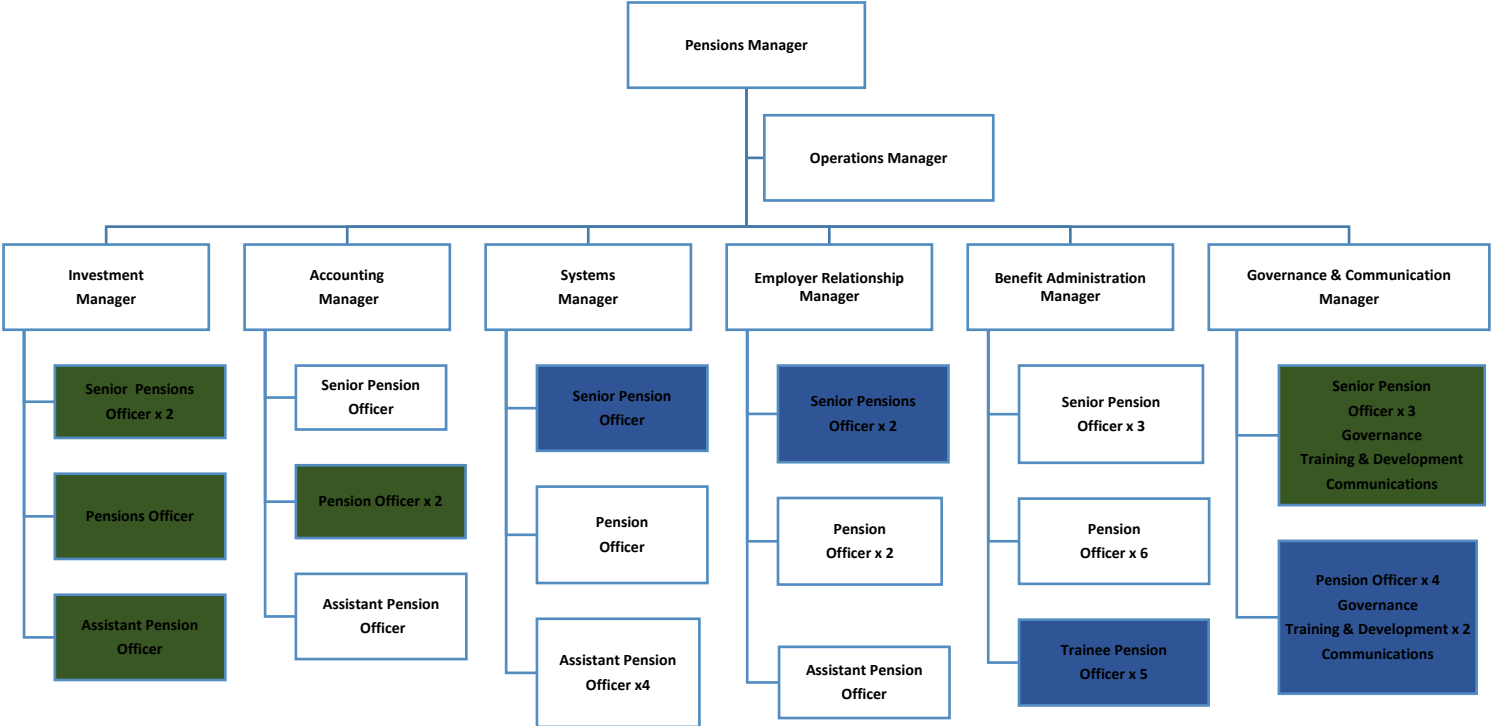 Pensions Manager
Operations Manager
Investment
Manager
Senior Pensions
Officer x 2
Pensions Officer
Assistant Pension
Officer
Accounting
Manager
Senior Pension
Officer
Pension Officer x 2
Assistant Pension
Officer
Systems
Manager
Senior Pension
Officer
Pension
Officer
Assistant Pension
Officer x4
Employer Relationship
Manager
Senior Pensions
Officer x 2
Pension
Officer x 2
Assistant Pension
Officer
Benefit Administration
Manager
Senior Pension
Officer x 3
Pension
Officer x 6
Trainee Pension
Officer x 5
Governance & Communication
Manager
Senior Pension
Officer x 3
Governance
Training & Development
Communications
Pension Officer x 4
Governance
Training & Development x 2
Communications